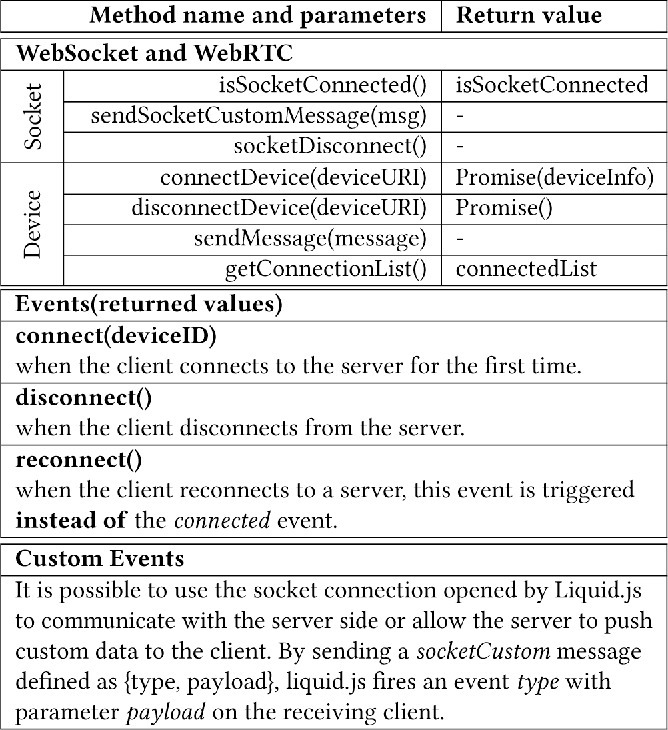 Method name and parameters Return value
WebSocket and WebRTC
Socket
isSocketConnected() isSocketConnected
sendSocketCustomMessage(msg) -
socketDisconnect() -
Device
connectDevice(deviceURI) Promise(deviceInfo)
disconnectDevice(deviceURI) Promise()
sendMessage(message) -
getConnectionList() connectedList
Events(returned values)
connect(deviceID)
when the client connects to the server for the first time.
disconnect()
when the client disconnects from the server.
reconnect()
when the client reconnects to a server, this event is triggered
instead of the connected event.
Custom Events
It is possible to use the socket connection opened by Liquid.js
to communicate with the server side or allow the server to push
custom data to the client. By sending a socketCustom message
defined as {type, payload}, liquid.js fires an event type with
parameter payload on the receiving client.